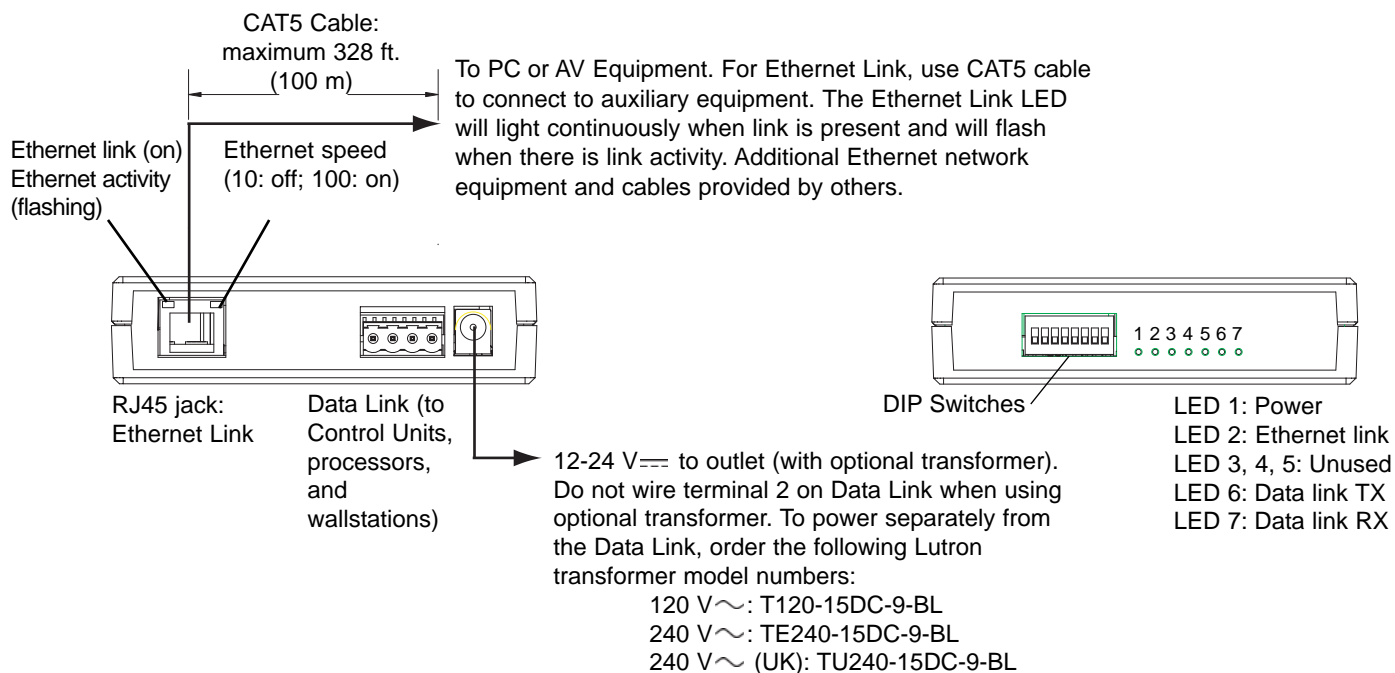 CAT5 Cable:
maximum 328 ft.
(100 m)
To PC or AV Equipment. For Ethernet Link, use CAT5 cable
to connect to auxiliary equipment. The Ethernet Link LED
will light continuously when link is present and will flash
when there is link activity. Additional Ethernet network
equipment and cables provided by others.
Ethernet link (on)
Ethernet activity
(flashing)
Ethernet speed
(10: off; 100: on)
1 2 3 4 5 6 7
RJ45 jack:
Ethernet Link
Data Link (to
Control Units,
processors,
and
wallstations)
12-24 V⎓ to outlet (with optional transformer).
Do not wire terminal 2 on Data Link when using
optional transformer. To power separately from
the Data Link, order the following Lutron
transformer model numbers:
120 V～: T120-15DC-9-BL
240 V～: TE240-15DC-9-BL
240 V～ (UK): TU240-15DC-9-BL
DIP Switches
LED 1: Power
LED 2: Ethernet link
LED 3, 4, 5: Unused
LED 6: Data link TX
LED 7: Data link RX